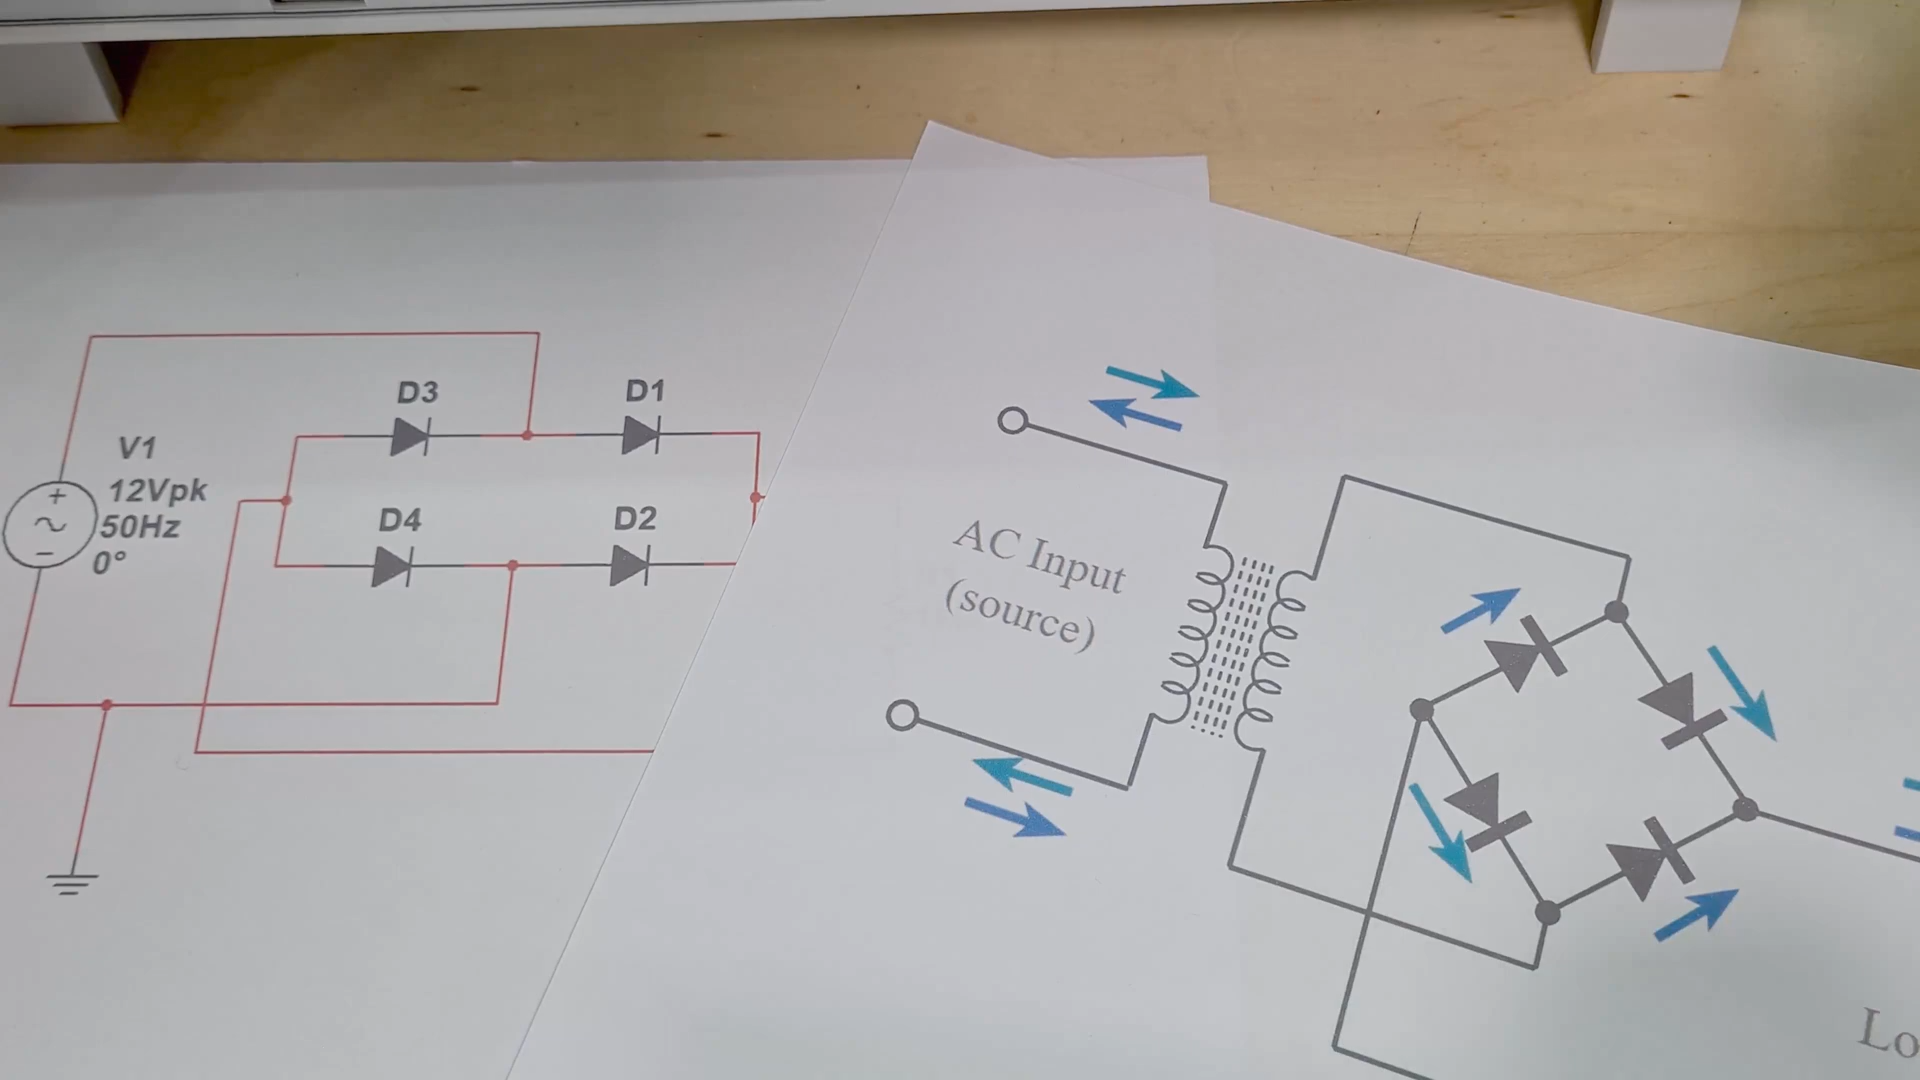 D3
D1
V1
12Vpk
50Hz
0°
D4
D2
AC Input
(source)
Lo